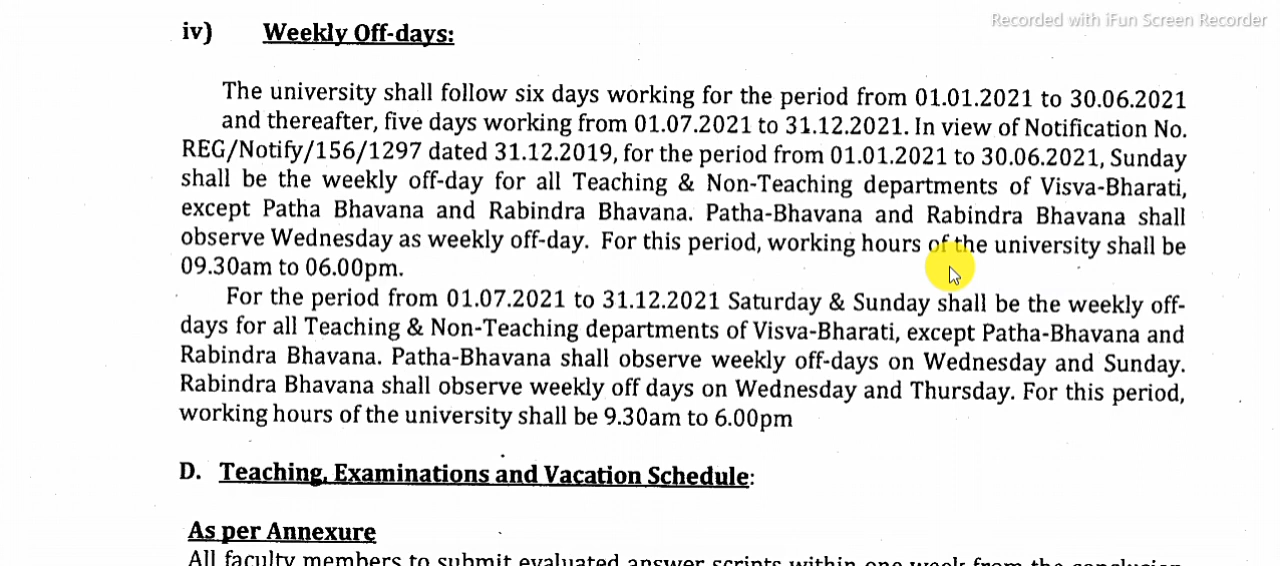 Recorded with iFun Screen Recorder
iv) Weekly Off-days:
The university shall follow six days working for the period from 01.01.2021 to 30.06.2021
and thereafter, five days working from 01.07.2021 to 31.12.2021. In view of Notification No.
REG/Notify/156/1297 dated 31.12.2019, for the period from 01.01.2021 to 30.06.2021, Sunday
shall be the weekly off-day for all Teaching & Non-Teaching departments of Visva-Bharati,
except Patha Bhavana and Rabindra Bhavana. Patha-Bhavana and Rabindra Bhavana shall
observe Wednesday as weekly off-day. For this period, working hours of the university shall be
09.30am to 06.00pm.
For the period from 01.07.2021 to 31.12.2021 Saturday & Sunday shall be the weekly off-
days for all Teaching & Non-Teaching departments of Visva-Bharati, except Patha-Bhavana and
Rabindra Bhavana. Patha-Bhavana shall observe weekly off-days on Wednesday and Sunday.
Rabindra Bhavana shall observe weekly off days on Wednesday and Thursday. For this period,
working hours of the university shall be 9.30am to 6.00pm
D. Teaching, Examinations and Vacation Schedule:
As per Annexure
All faculty members to submit evaluated answer scripts within one week from the conclusion